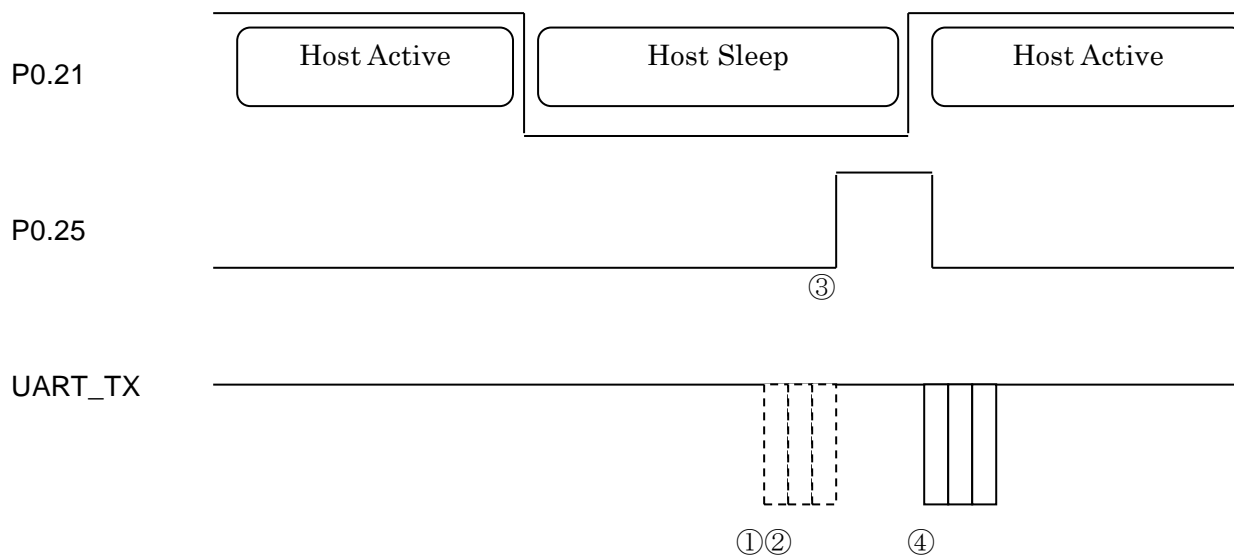 Host Active
Host Sleep
Host Active
P0.21
P0.25
③
UART_TX
①②
④